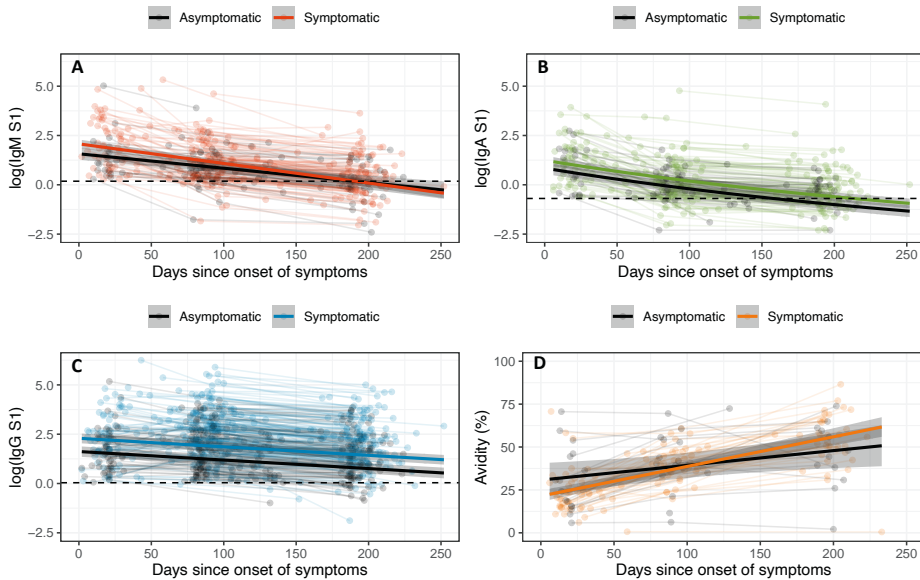 Asymptomatic Symptomatic
Asymptomatic Symptomatic
A
5.0
2.5
0.0
−2.5
log(IgM S1)
0 50 100 150 200 250
Days since onset of symptoms
B
5.0
2.5
0.0
−2.5
log(IgA S1)
0 50 100 150 200 250
Days since onset of symptoms
Asymptomatic Symptomatic
Asymptomatic Symptomatic
C
5.0
2.5
0.0
−2.5
log(IgG S1)
0 50 100 150 200 250
Days since onset of symptoms
D
100
75
50
25
0
Avidity (%)
0 50 100 150 200 250
Days since onset of symptoms